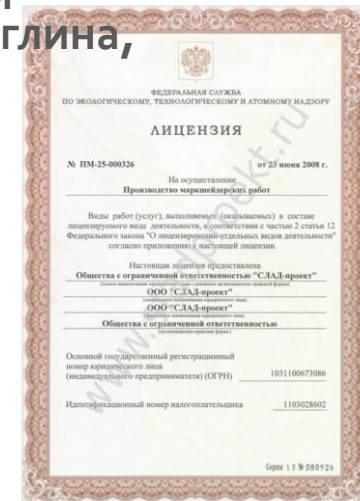 глина,
ФЕДЕРАЛЬНАЯ СЛУЖБА
ПО ЭКОЛОГИЧЕСКОМУ, ТЕХНОЛОГИЧЕСКОМУ И АТОМНОМУ НАДЗОРУ
ЛИЦЕНЗИЯ
№ ПМ-25-000326 от 23 июня 2008 г.
На осуществление
Производство маркшейдерских работ
Виды работ (услуг), выполняемых (оказываемых) в составе
лицензируемого вида деятельности, в соответствии с частью 2 статьи 12
Федерального закона "О лицензировании отдельных видов деятельности"
согласно приложению к настоящей лицензии.
Настоящая лицензия предоставлена
Общества с ограниченной ответственностью "СЛАД-проект"
ООО "СЛАД-проект"
ООО "СЛАД-проект"
Общества с ограниченной ответственностью
Основной государственный регистрационный
номер юридического лица
(индивидуального предпринимателя) (ОГРН) 1031100673086
Идентификационный номер налогоплательщика 1103028602
Серия А В № 080926